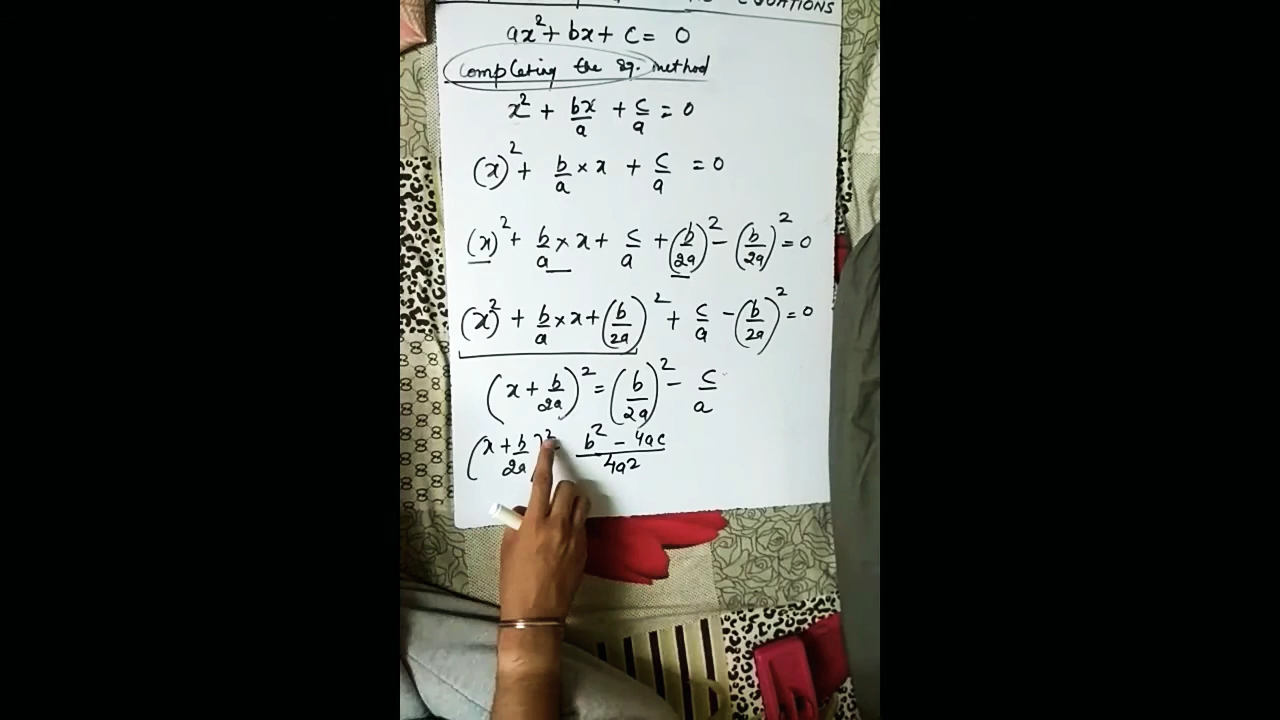 EQUATIONS
ax² + bx + c = 0
Completing the sq. method
x² + bx/a + c/a = 0
(x)² + b/a × x + c/a = 0
(x)² + b/a × x + c/a + (b/2a)² - (b/2a)² = 0
(x)² + b/a × x + (b/2a)² + c/a - (b/2a)² = 0
(x + b/2a)² = (b/2a)² - c/a
(x + b/2a)² = b² - 4ac/4a²